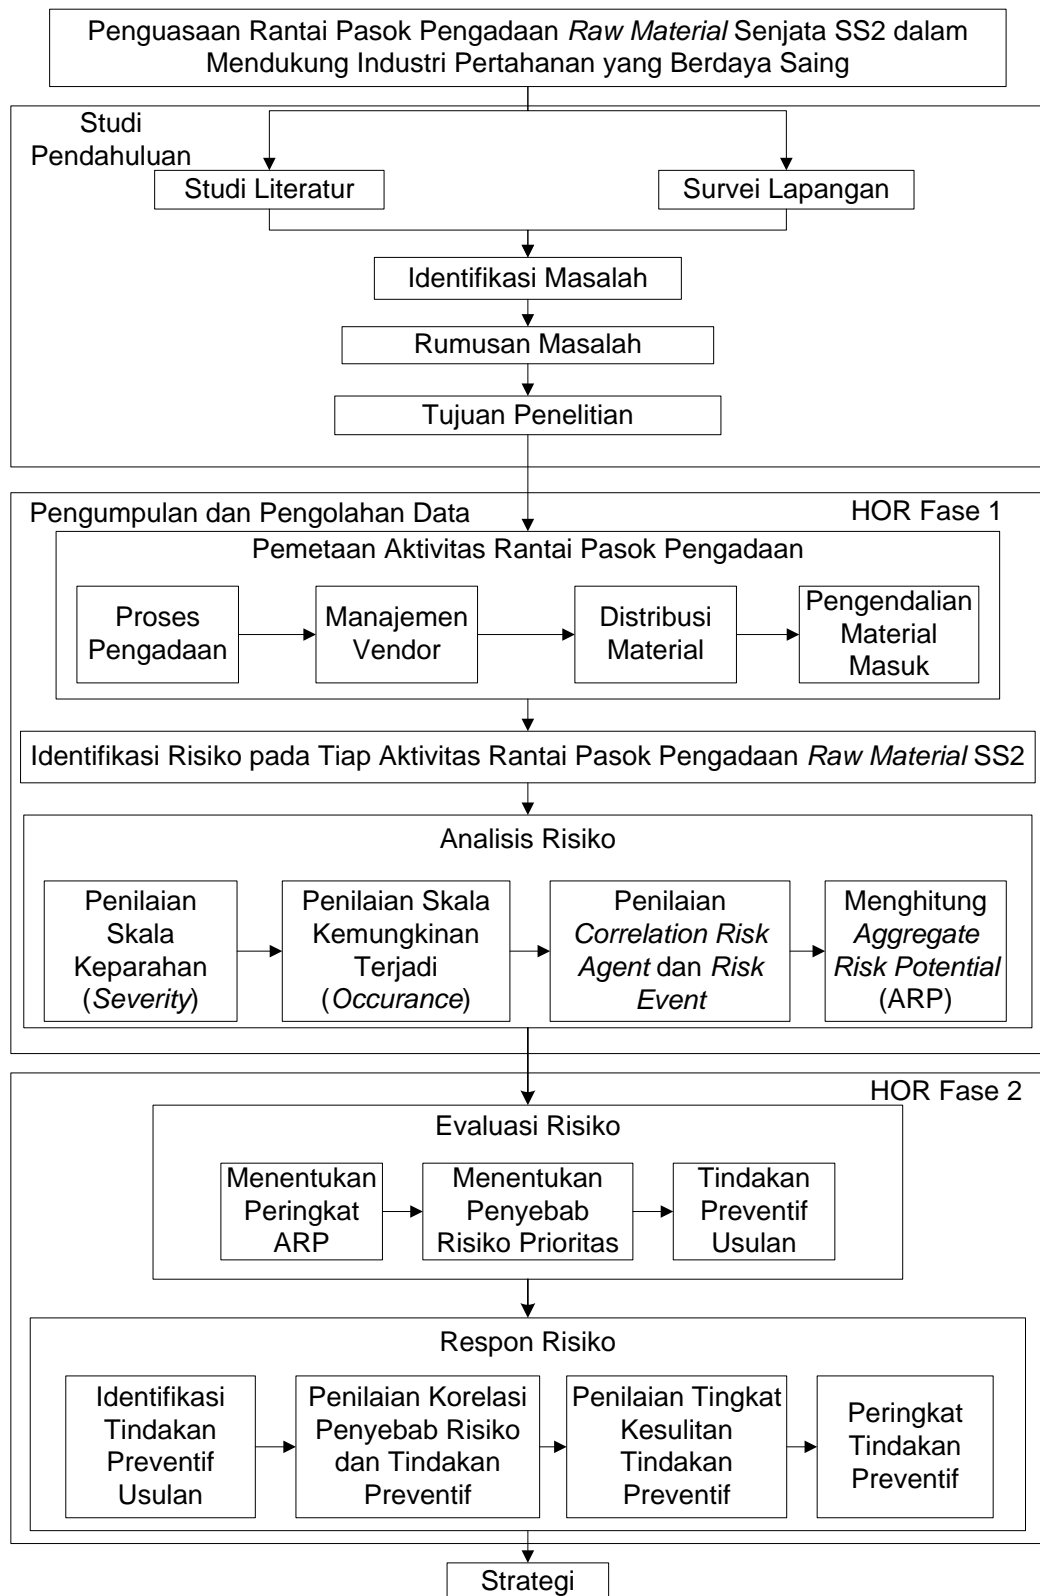 Penguasaan Rantai Pasok Pengadaan Raw Material Senjata SS2 dalam
Mendukung Industri Pertahanan yang Berdaya Saing
Studi
Pendahuluan
Studi Literatur
Survei Lapangan
Identifikasi Masalah
Rumusan Masalah
Tujuan Penelitian
Pengumpulan dan Pengolahan Data
HOR Fase 1
Pemetaan Aktivitas Rantai Pasok Pengadaan
Proses
Pengadaan
Manajemen
Vendor
Distribusi
Material
Pengendalian
Material
Masuk
Identifikasi Risiko pada Tiap Aktivitas Rantai Pasok Pengadaan Raw Material SS2
Analisis Risiko
Penilaian
Skala
Keparahan
(Severity)
Penilaian Skala
Kemungkinan
Terjadi
(Occurance)
Penilaian
Correlation Risk
Agent dan Risk
Event
Menghitung
Aggregate
Risk Potential
(ARP)
HOR Fase 2
Evaluasi Risiko
Menentukan
Peringkat
ARP
Menentukan
Penyebab
Risiko Prioritas
Tindakan
Preventif
Usulan
Respon Risiko
Identifikasi
Tindakan
Preventif
Usulan
Penilaian Korelasi
Penyebab Risiko
dan Tindakan
Preventif
Penilaian Tingkat
Kesulitan
Tindakan
Preventif
Peringkat
Tindakan
Preventif
Strategi